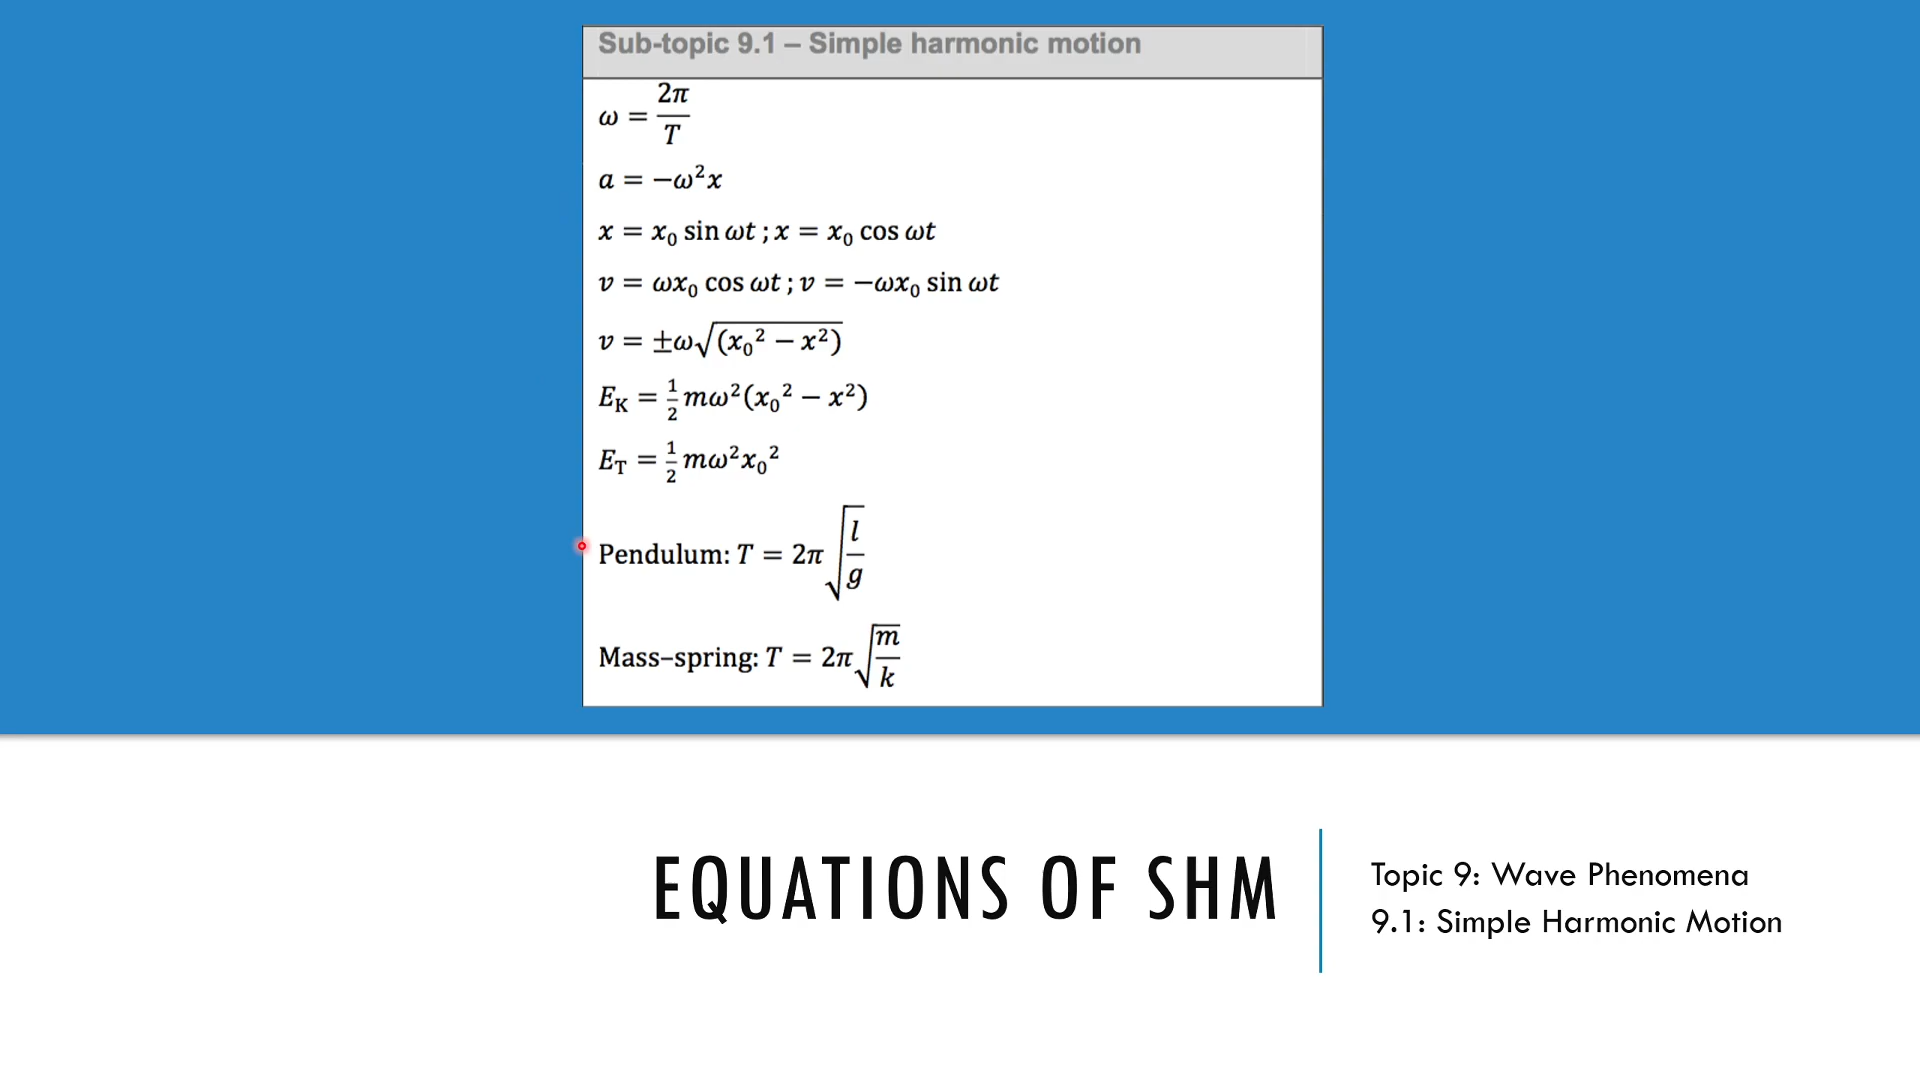 Sub-topic 9.1 – Simple harmonic motion
ω = 2π/T
a = −ω²x
x = x₀ sin ωt ; x = x₀ cos ωt
v = ωx₀ cos ωt ; v = −ωx₀ sin ωt
v = ±ω√(x₀² − x²)
E_K = ½mω²(x₀² − x²)
E_T = ½mω²x₀²
Pendulum: T = 2π√(l/g)
Mass–spring: T = 2π√(m/k)
EQUATIONS OF SHM
Topic 9: Wave Phenomena
9.1: Simple Harmonic Motion